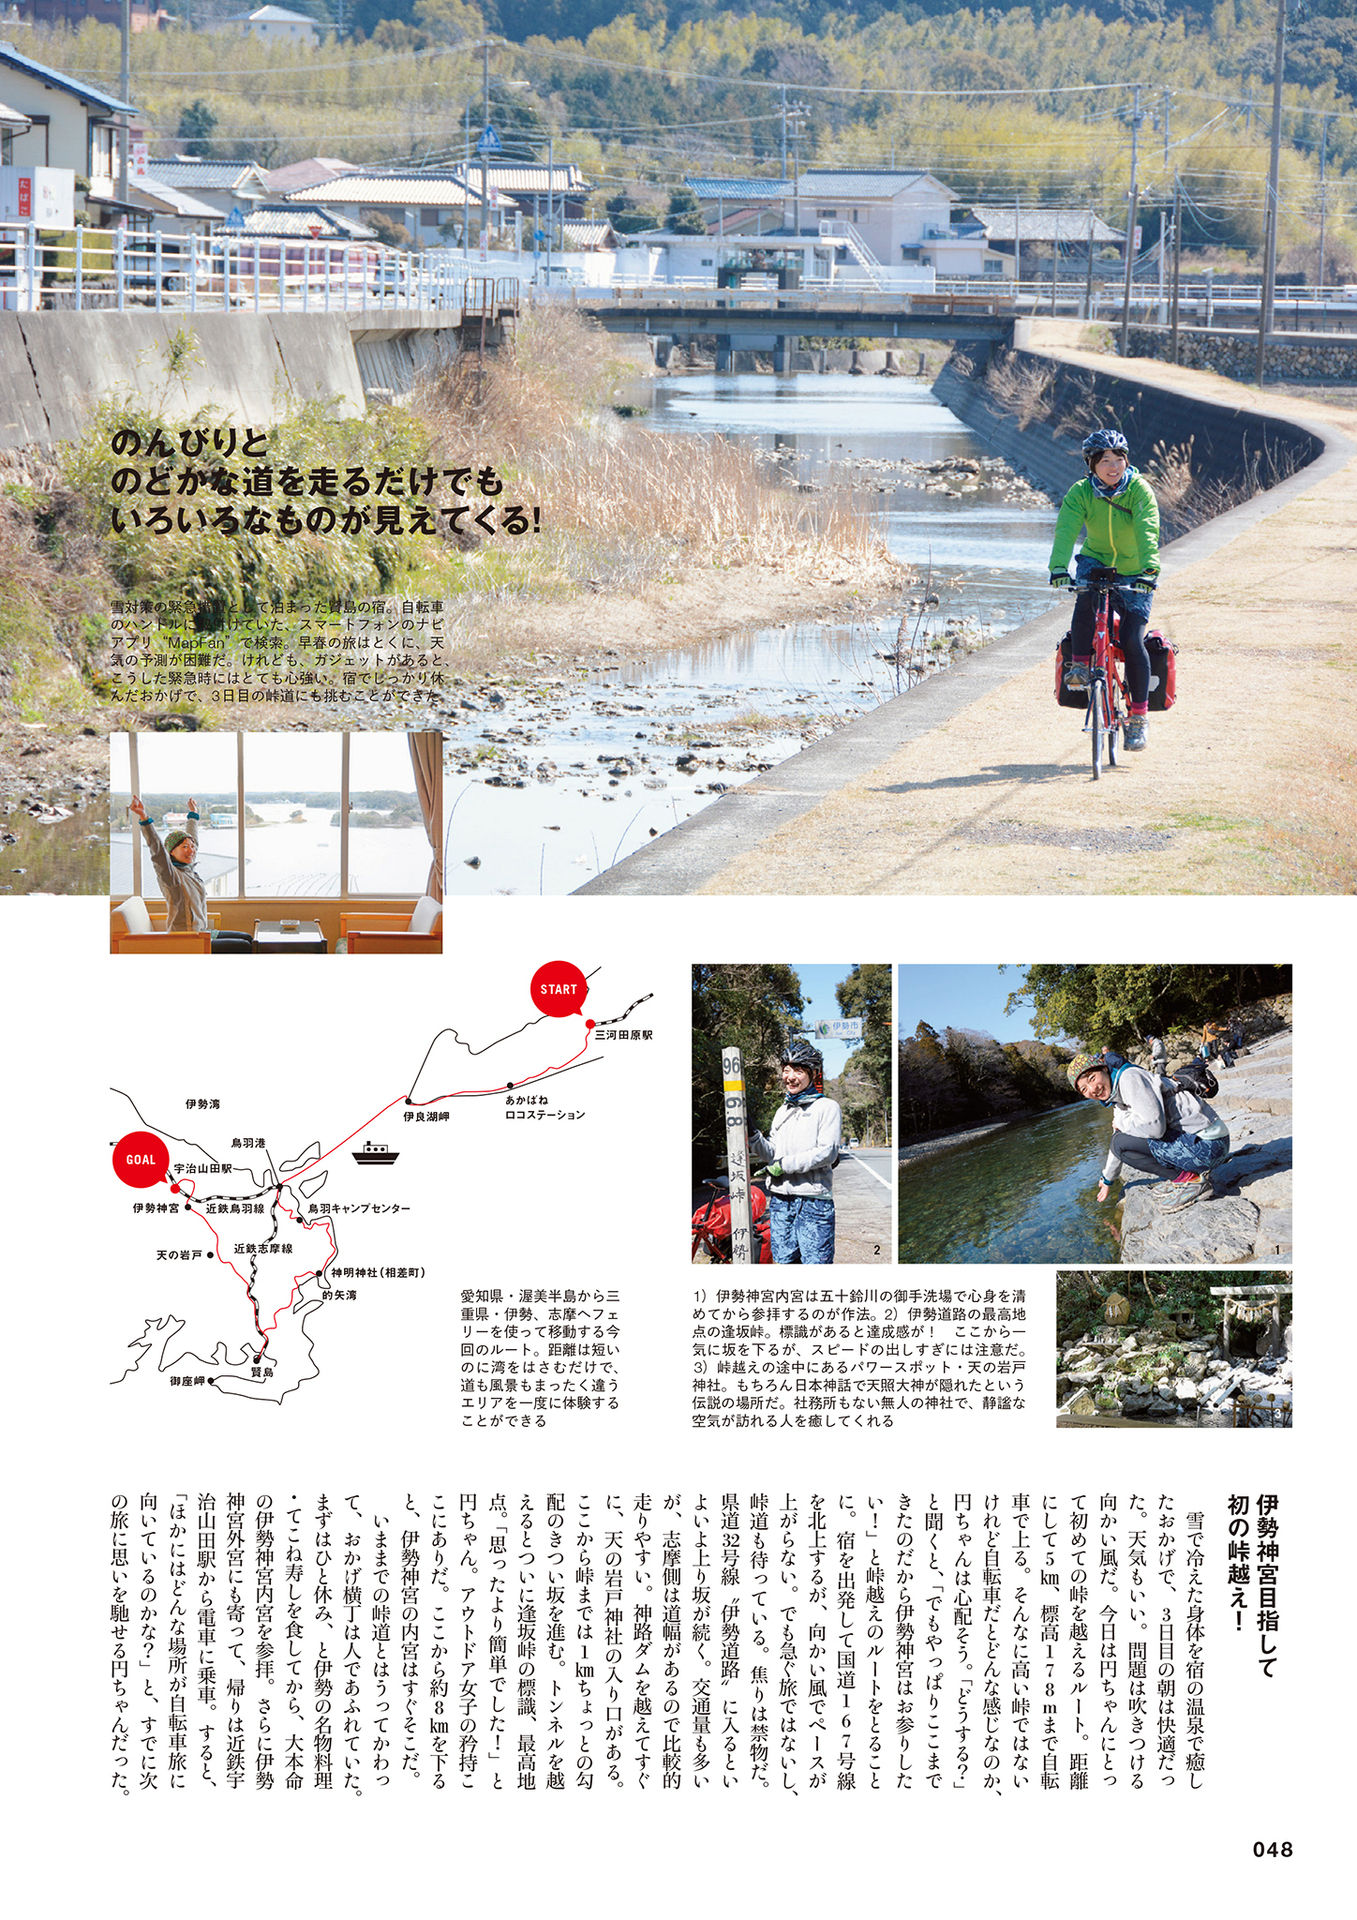 のんびりと
のどかな道を走るだけでも
いろいろなものが見えてくる!
雪対策の緊急措置として泊まった賢島の宿。自転車
のハンドルに
けていた、スマートフォンのナビ
アプリ“MapFan”で検索。早春の旅はとくに、天
気の予測が困難だ。けれども、ガジェットがあると、
こうした緊急時にはとても心強い。宿でしっかり休
んだおかげで、3日目の峠道にも挑むことができた
たばこ
START
三河田原駅
あかばね
ロコステーション
伊良湖岬
伊勢湾
鳥羽港
GOAL
宇治山田駅
伊勢神宮
近鉄鳥羽線
鳥羽キャンプセンター
天の岩戸
近鉄志摩線
神明神社(相差町)
的矢湾
賢島
御座岬
愛知県・渥美半島から三
重県・伊勢、志摩へフェ
リーを使って移動する今
回のルート。距離は短い
のに湾をはさむだけで、
道も風景もまったく違う
エリアを一度に体験する
ことができる
伊勢市
96
6.8
逢坂峠
伊勢
2
1
3
1)伊勢神宮内宮は五十鈴川の御手洗場で心身を清
めてから参拝するのが作法。2)伊勢道路の最高地
点の逢坂峠。標識があると達成感が! ここから一
気に坂を下るが、スピードの出しすぎには注意だ。
3)峠越えの途中にあるパワースポット・天の岩戸
神社。もちろん日本神話で天照大神が隠れたという
伝説の場所だ。社務所もない無人の神社で、静謐な
空気が訪れる人を癒してくれる
伊勢神宮目指して
初の峠越え!
雪で冷えた身体を宿の温泉で癒し
たおかげで、3日目の朝は快適だっ
た。天気もいい。問題は吹きつける
向かい風だ。今日は円ちゃんにとっ
て初めての峠を越えるルート。距離
にして5㎞、標高178mまで自転
車で上る。そんなに高い峠ではない
けれど自転車だとどんな感じなのか、
円ちゃんは心配そう。「どうする?」
と聞くと、「でもやっぱりここまで
きたのだから伊勢神宮はお参りした
い!」と峠越えのルートをとること
に。宿を出発して国道167号線
を北上するが、向かい風でペースが
上がらない。でも急ぐ旅ではないし、
峠道も待っている。焦りは禁物だ。
県道32号線〝伊勢道路〟に入るとい
よいよ上り坂が続く。交通量も多い
が、志摩側は道幅があるので比較的
走りやすい。神路ダムを越えてすぐ
に、天の岩戸神社の入り口がある。
ここから峠までは1㎞ちょっとの勾
配のきつい坂を進む。トンネルを越
えるとついに逢坂峠の標識、最高地
点。「思ったより簡単でした!」と
円ちゃん。アウトドア女子の矜持こ
こにありだ。ここから約8㎞を下る
と、伊勢神宮の内宮はすぐそこだ。
いままでの峠道とはうってかわっ
て、おかげ横丁は人であふれていた。
まずはひと休み、と伊勢の名物料理
・てこね寿しを食してから、大本命
の伊勢神宮内宮を参拝。さらに伊勢
神宮外宮にも寄って、帰りは近鉄宇
治山田駅から電車に乗車。すると、
「ほかにはどんな場所が自転車旅に
向いているのかな?」と、すでに次
の旅に思いを馳せる円ちゃんだった。
048